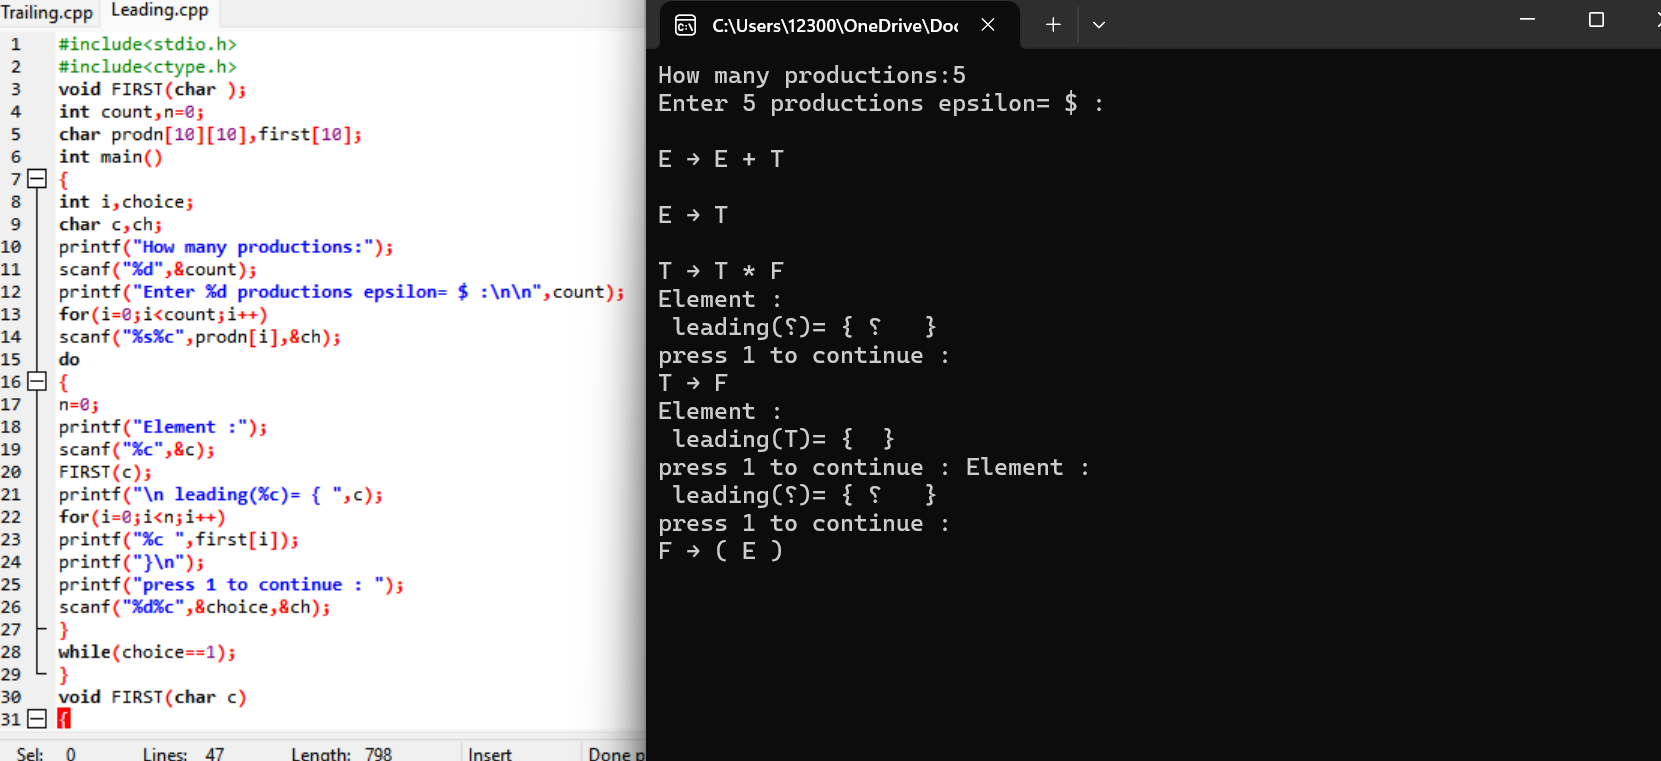 Trailing.cpp Leading.cpp
1 #include<stdio.h>
2 #include<ctype.h>
3 void FIRST(char );
4 int count,n=0;
5 char prodn[10][10],first[10];
6 int main()
7 {
8 int i,choice;
9 char c,ch;
10 printf("How many productions:");
11 scanf("%d",&count);
12 printf("Enter %d productions epsilon= $ :\n\n",count);
13 for(i=0;i<count;i++)
14 scanf("%s%c",prodn[i],&ch);
15 do
16 {
17 n=0;
18 printf("Element :");
19 scanf("%c",&c);
20 FIRST(c);
21 printf("\n leading(%c)= { ",c);
22 for(i=0;i<n;i++)
23 printf("%c ",first[i]);
24 printf("}\n");
25 printf("press 1 to continue : ");
26 scanf("%d%c",&choice,&ch);
27 }
28 while(choice==1);
29 }
30 void FIRST(char c)
31 {
Sel: 0 Lines: 47 Length: 798 Insert Done
C:\Users\12300\OneDrive\Doc
How many productions:5
Enter 5 productions epsilon= $ :
E → E + T
E → T
T → T * F
Element :
leading(⸮)= { ⸮ }
press 1 to continue :
T → F
Element :
leading(T)= { }
press 1 to continue : Element :
leading(⸮)= { ⸮ }
press 1 to continue :
F → ( E )